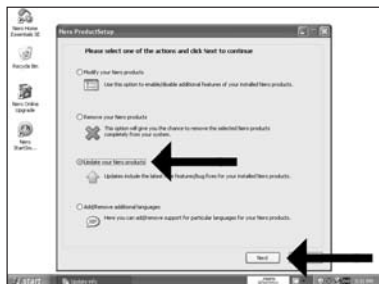 Nero Home
Essentials SE
Recycle Bin
Nero Online
Upgrade
Nero
StartSm...
Nero ProductSetup
Please select one of the actions and click Next to continue
Modify your Nero products
Use this option to enable/disable additional features of your installed Nero products.
Remove your Nero products
This option will give you the chance to remove the selected Nero products
completely from your system.
Update your Nero products
Updates include the latest features/bug fixes for your installed Nero products.
Add/Remove additional languages
Here you can add/remove support for particular languages for your Nero products.
Next
start
Update Info